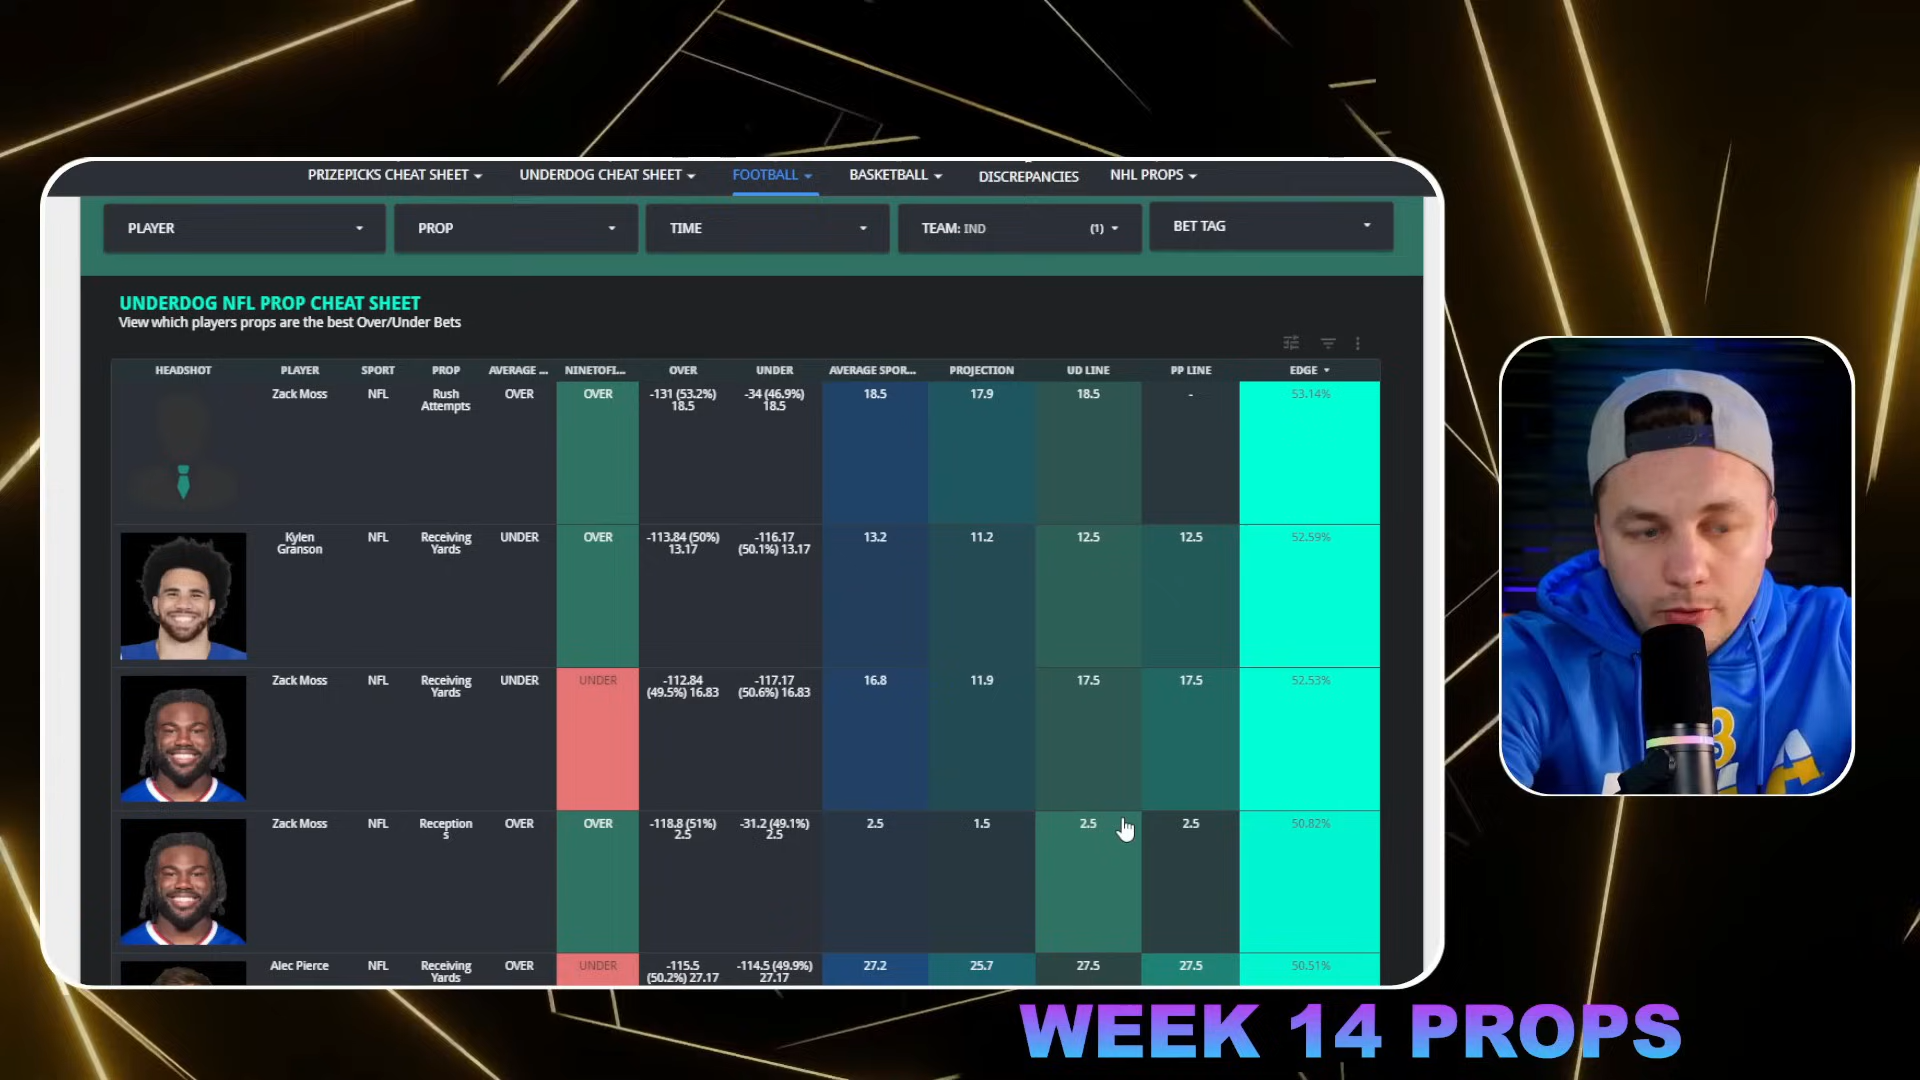 PRIZEPICKS CHEAT SHEET UNDERDOG CHEAT SHEET FOOTBALL BASKETBALL DISCREPANCIES NHL PROPS
PLAYER PROP TIME TEAM: IND (1) BET TAG
UNDERDOG NFL PROP CHEAT SHEET
View which players props are the best Over/Under Bets
HEADSHOT PLAYER SPORT PROP AVERAGE ... NINETOFI... OVER UNDER AVERAGE SPOR... PROJECTION UD LINE PP LINE EDGE
Zack Moss NFL Rush OVER OVER -131 (53.2%) -34 (46.9%) 18.5 17.9 18.5 - 53.14%
Attempts 18.5 18.5
Kylen NFL Receiving UNDER OVER -113.84 (50%) -116.17 13.2 11.2 12.5 12.5 52.59%
Granson Yards 13.17 (50.1%) 13.17
Zack Moss NFL Receiving UNDER UNDER -112.84 -117.17 16.8 11.9 17.5 17.5 52.53%
Yards (49.5%) 16.83 (50.6%) 16.83
Zack Moss NFL Reception OVER OVER -118.8 (51%) -31.2 (49.1%) 2.5 1.5 2.5 2.5 50.82%
s 2.5 2.5
Alec Pierce NFL Receiving OVER UNDER -115.5 -114.5 (49.9%) 27.2 25.7 27.5 27.5 50.51%
Yards (50.2%) 27.17 27.17
WEEK 14 PROPS